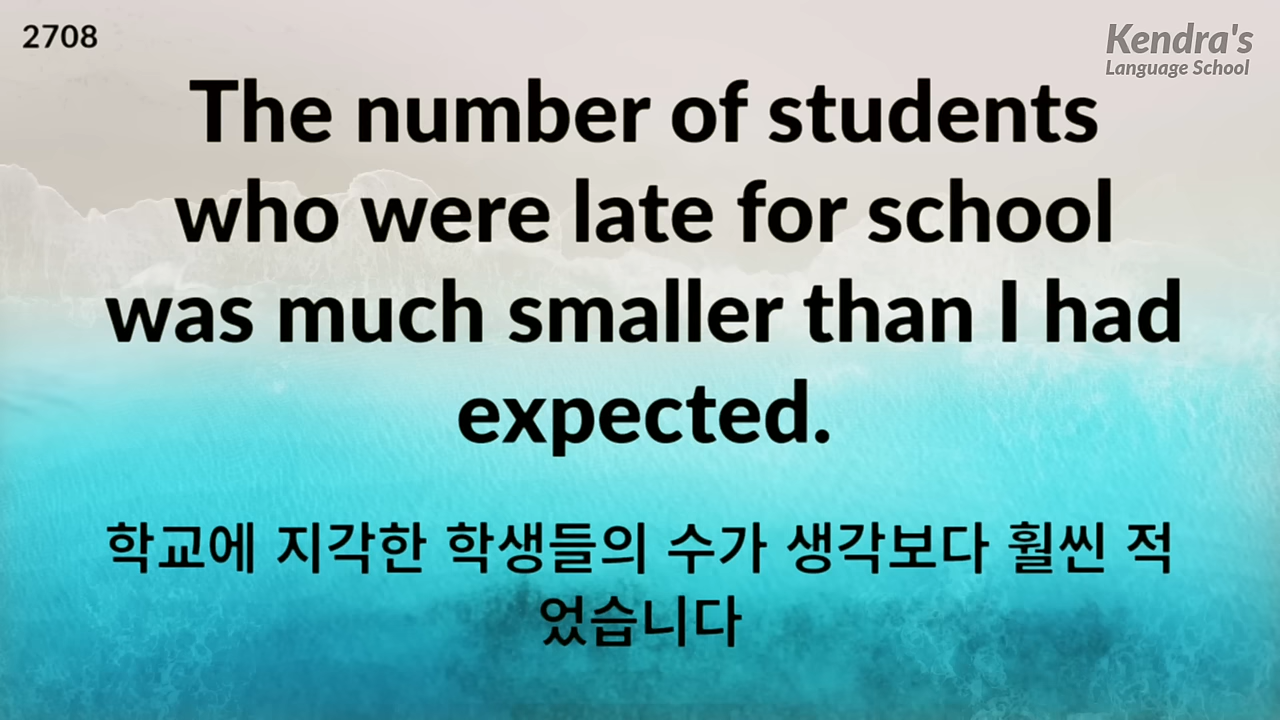 2708
Kendra's
Language School
The number of students
who were late for school
was much smaller than I had
expected.
학교에 지각한 학생들의 수가 생각보다 훨씬 적
었습니다